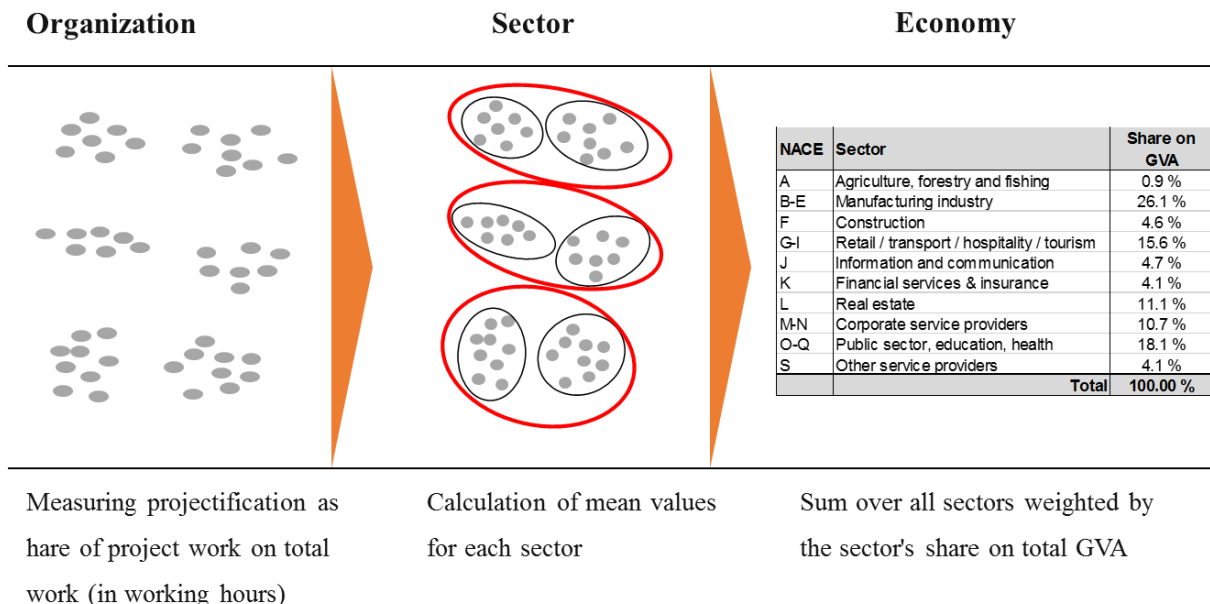 Organization Sector Economy
NACE Sector Share on GVA
A Agriculture, forestry and fishing 0.9 %
B-E Manufacturing industry 26.1 %
F Construction 4.6 %
G-I Retail / transport / hospitality / tourism 15.6 %
J Information and communication 4.7 %
K Financial services & insurance 4.1 %
L Real estate 11.1 %
M-N Corporate service providers 10.7 %
O-Q Public sector, education, health 18.1 %
S Other service providers 4.1 %
Total 100.00 %
Measuring projectification as
hare of project work on total
work (in working hours)
Calculation of mean values
for each sector
Sum over all sectors weighted by
the sector's share on total GVA